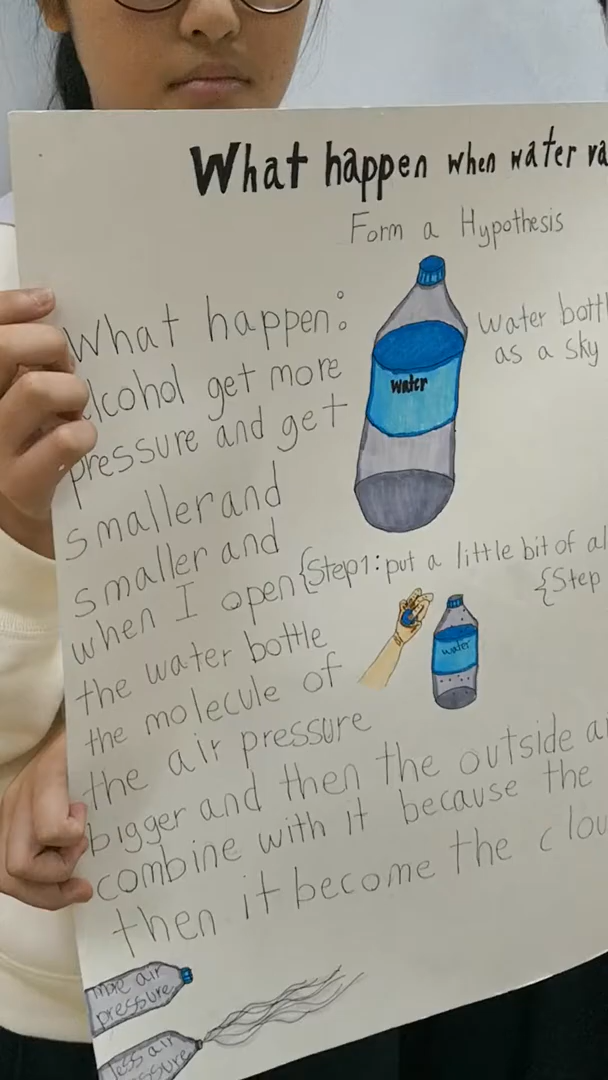 What happen when water va
Form a Hypothesis
What happen:
alcohol get more
pressure and get
smaller and
smaller and
when I open
the water bottle
the molecule of
the air pressure
bigger and then the outside
combine with it because the
then it become the clou
water
water bottl
as a sky
{Step1: put a little bit of al
{Step
water
more air
pressure
less air